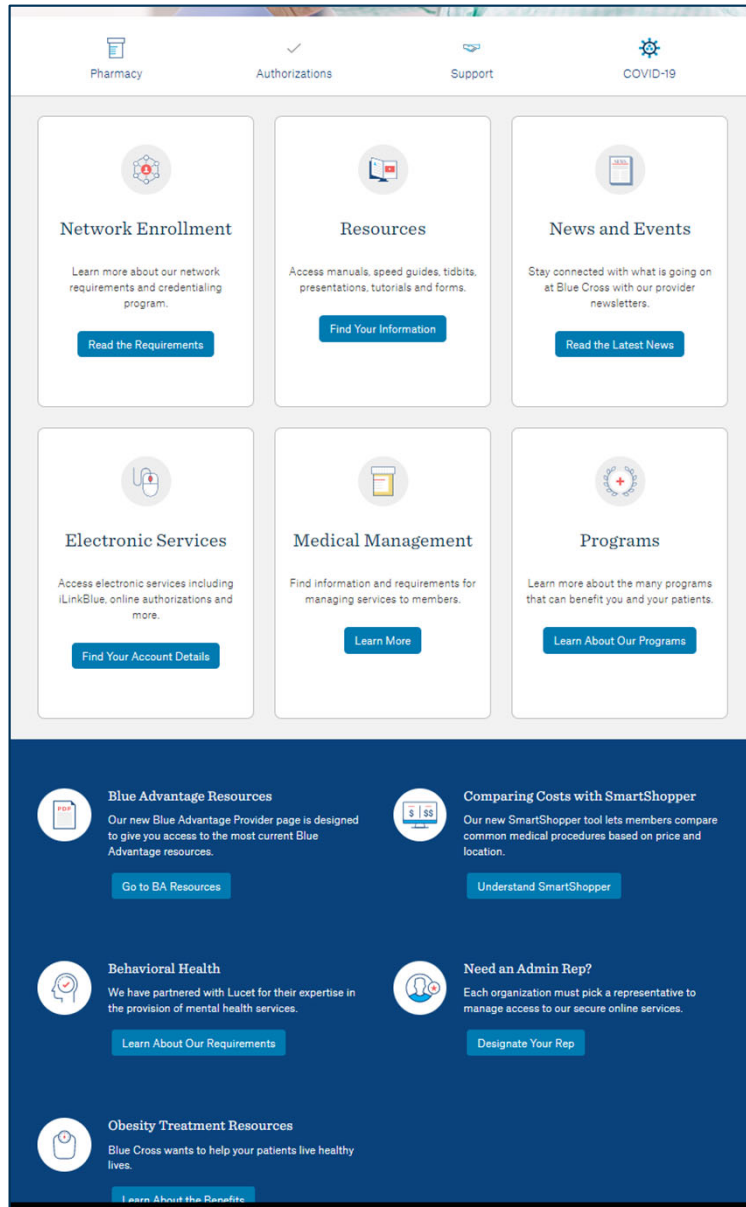 Pharmacy
Authorizations
Support
COVID-19
Network Enrollment
Learn more about our network
requirements and credentialing
program.
Read the Requirements
Resources
Access manuals, speed guides, tidbits,
presentations, tutorials and forms.
Find Your Information
NEWS
News and Events
Stay connected with what is going on
at Blue Cross with our provider
newsletters.
Read the Latest News
Electronic Services
Access electronic services including
iLinkBlue, online authorizations and
more.
Find Your Account Details
Medical Management
Find information and requirements for
managing services to members.
Learn More
Programs
Learn more about the many programs
that can benefit you and your patients.
Learn About Our Programs
PDF
Blue Advantage Resources
Our new Blue Advantage Provider page is designed
to give you access to the most current Blue
Advantage resources.
Go to BA Resources
$ $$
Comparing Costs with SmartShopper
Our new SmartShopper tool lets members compare
common medical procedures based on price and
location.
Understand SmartShopper
Behavioral Health
We have partnered with Lucet for their expertise in
the provision of mental health services.
Learn About Our Requirements
Need an Admin Rep?
Each organization must pick a representative to
manage access to our secure online services.
Designate Your Rep
Obesity Treatment Resources
Blue Cross wants to help your patients live healthy
lives.
Learn About the Benefits